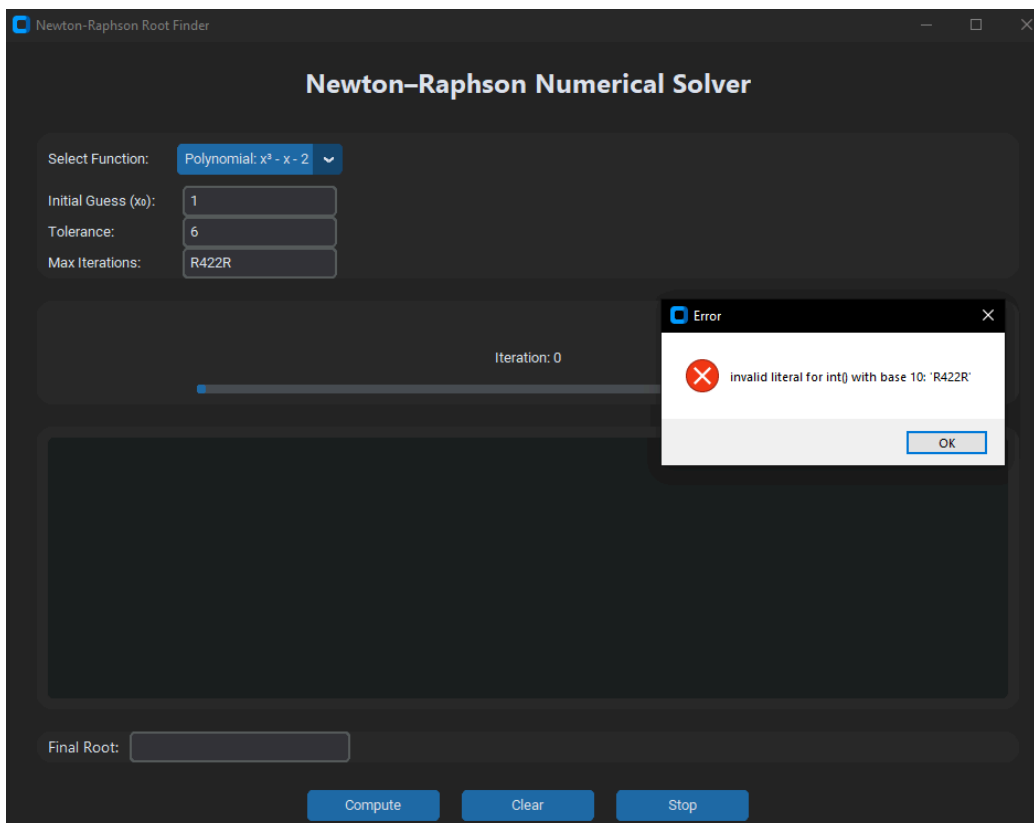 Newton-Raphson Root Finder
Newton–Raphson Numerical Solver
Select Function: Polynomial: x³ - x - 2
Initial Guess (x₀): 1
Tolerance: 6
Max Iterations: R422R
Error
Iteration: 0
invalid literal for int() with base 10: 'R422R'
OK
Final Root:
Compute Clear Stop